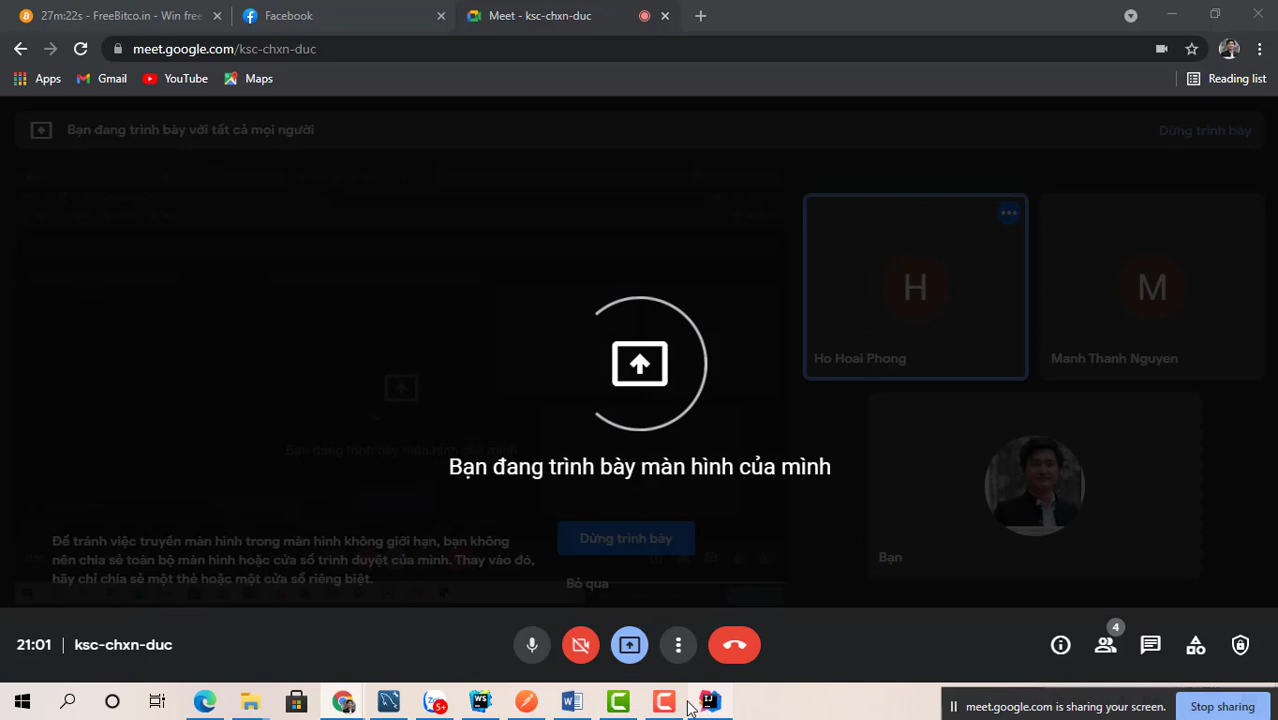 27m:22s - FreeBitco.in - Win free
Facebook
Meet - ksc-chxn-duc
meet.google.com/ksc-chxn-duc
Apps
Gmail
YouTube
Maps
Reading list
Bạn đang trình bày với tất cả mọi người
Dừng trình bày
H
Ho Hoai Phong
M
Manh Thanh Nguyen
Bạn đang trình bày màn hình của mình
Để tránh việc truyền màn hình trong màn hình không giới hạn, bạn không
nên chia sẻ toàn bộ màn hình hoặc cửa sổ trình duyệt của mình. Thay vào đó,
hãy chỉ chia sẻ một thẻ hoặc một cửa sổ riêng biệt.
Dừng trình bày
Bỏ qua
Bạn
21:01
ksc-chxn-duc
4
5+
WS
W
C
C
IJ
meet.google.com is sharing your screen.
Stop sharing